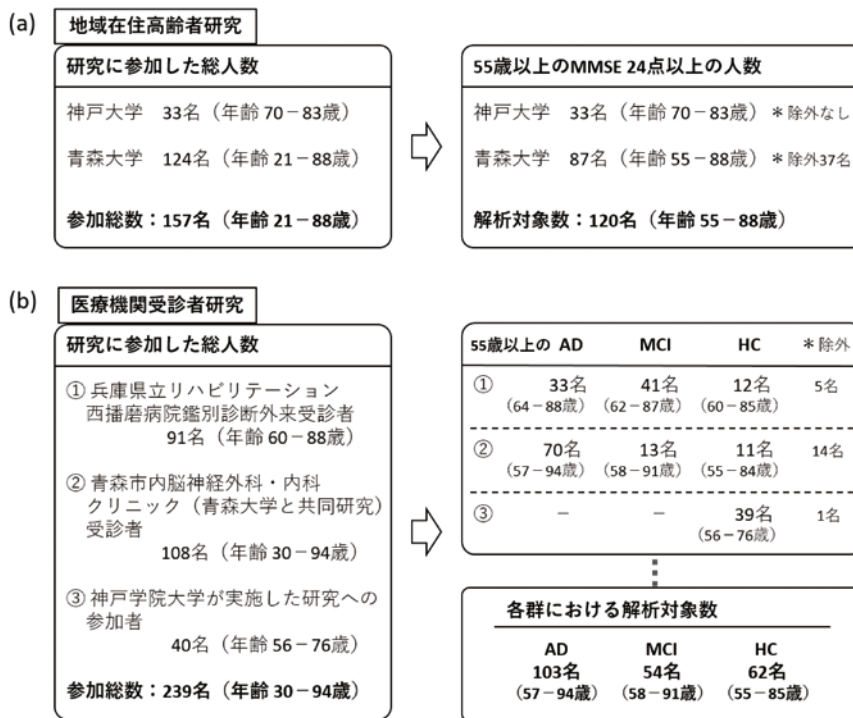 (a) 地域在住高齢者研究
研究に参加した総人数
神戸大学 33名（年齢 70－83歳）
青森大学 124名（年齢 21－88歳）
参加総数：157名（年齢 21－88歳）
55歳以上のMMSE 24点以上の人数
神戸大学 33名（年齢 70－83歳）＊除外なし
青森大学 87名（年齢 55－88歳）＊除外37名
解析対象数：120名（年齢 55－88歳）
(b) 医療機関受診者研究
研究に参加した総人数
① 兵庫県立リハビリテーション
西播磨病院鑑別診断外来受診者
91名（年齢 60－88歳）
② 青森市内脳神経外科・内科
クリニック（青森大学と共同研究）
受診者
108名（年齢 30－94歳）
③ 神戸学院大学が実施した研究への
参加者
40名（年齢 56－76歳）
参加総数：239名（年齢 30－94歳）
55歳以上の AD MCI HC ＊除外
① 33名 41名 12名 5名
（64－88歳） （62－87歳） （60－85歳）
② 70名 13名 11名 14名
（57－94歳） （58－91歳） （55－84歳）
③ － － 39名 1名
（56－76歳）
各群における解析対象数
AD MCI HC
103名 54名 62名
（57－94歳） （58－91歳） （55－85歳）